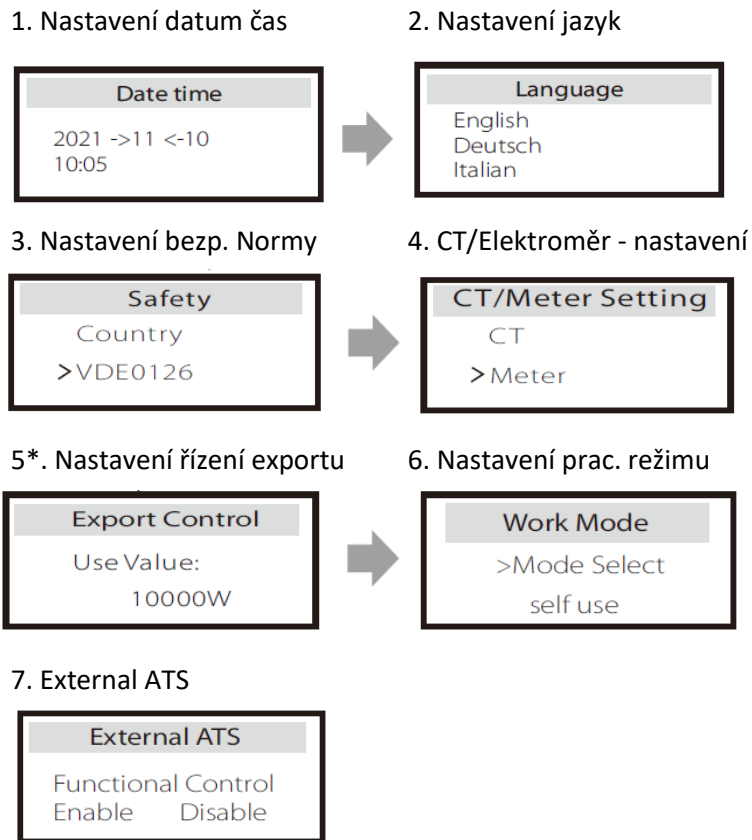 1. Nastavení datum čas
2. Nastavení jazyk
Date time
2021 ->11 <-10
10:05
Language
English
Deutsch
Italian
3. Nastavení bezp. Normy
4. CT/Elektroměr - nastavení
Safety
Country
>VDE0126
CT/Meter Setting
CT
>Meter
5*. Nastavení řízení exportu
6. Nastavení prac. režimu
Export Control
Use Value:
10000W
Work Mode
>Mode Select
self use
7. External ATS
External ATS
Functional Control
Enable Disable